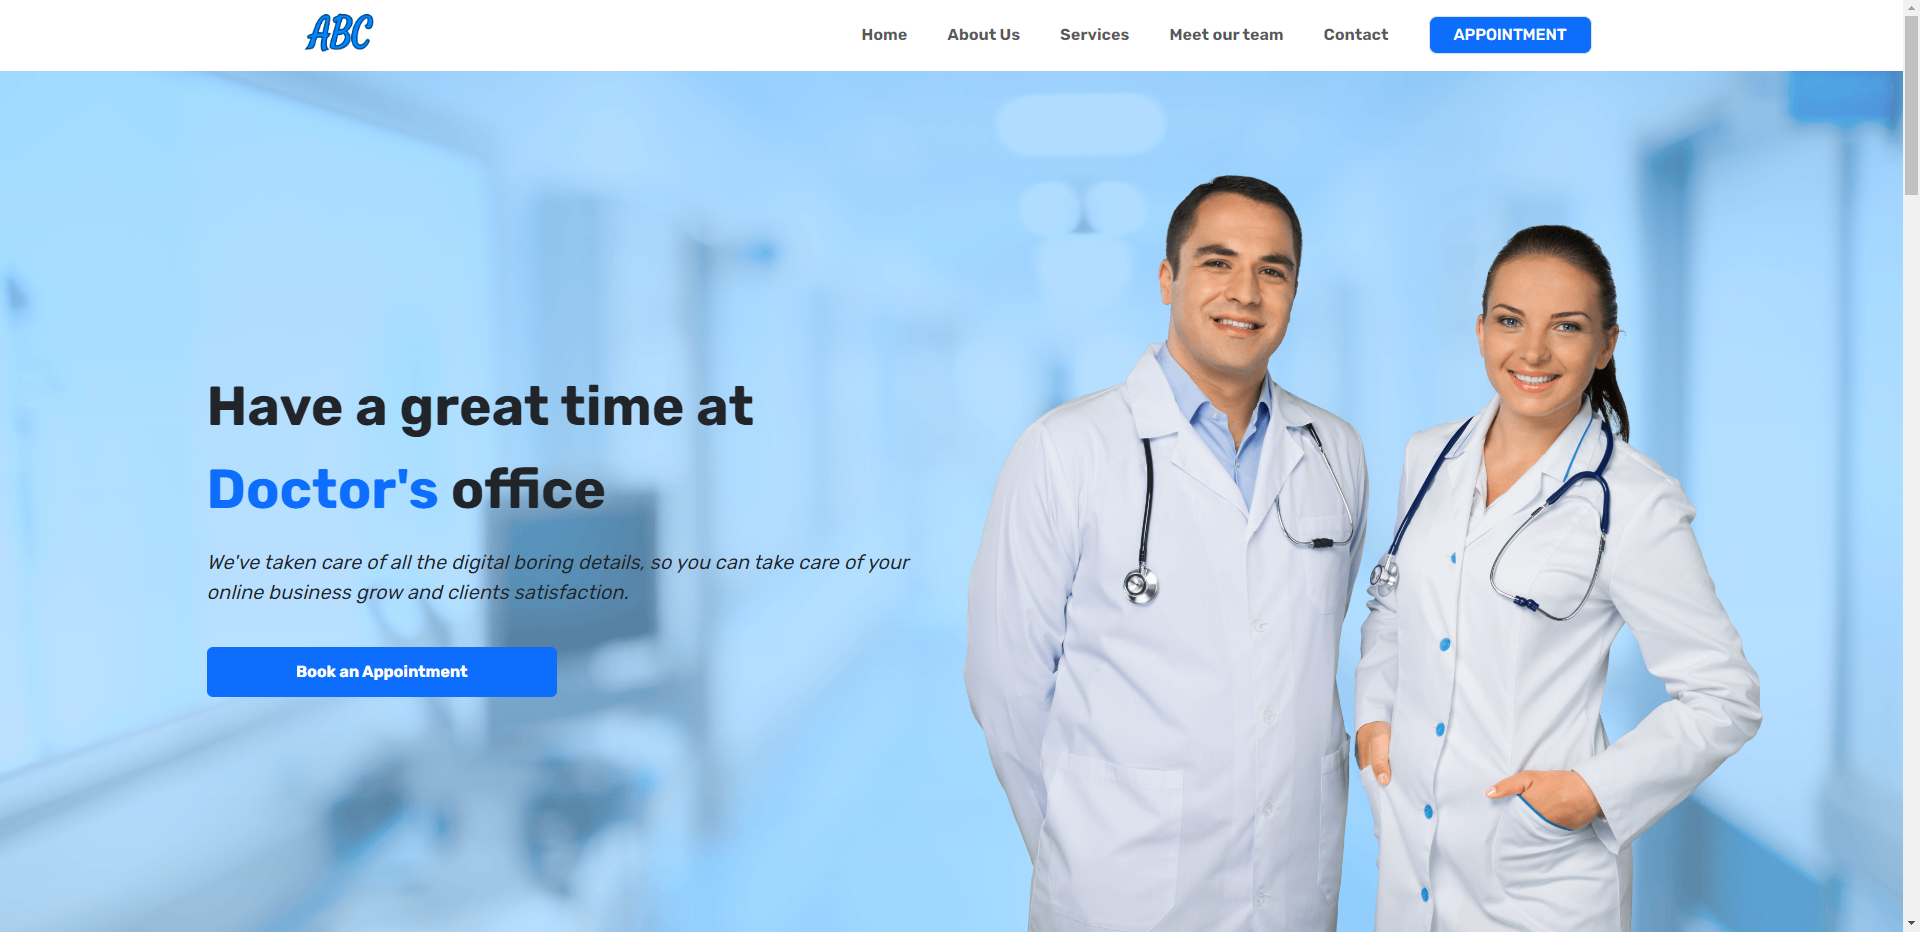 ABC
Home
About Us
Services
Meet our team
Contact
APPOINTMENT
Have a great time at
Doctor's office
We've taken care of all the digital boring details, so you can take care of your
online business grow and clients satisfaction.
Book an Appointment